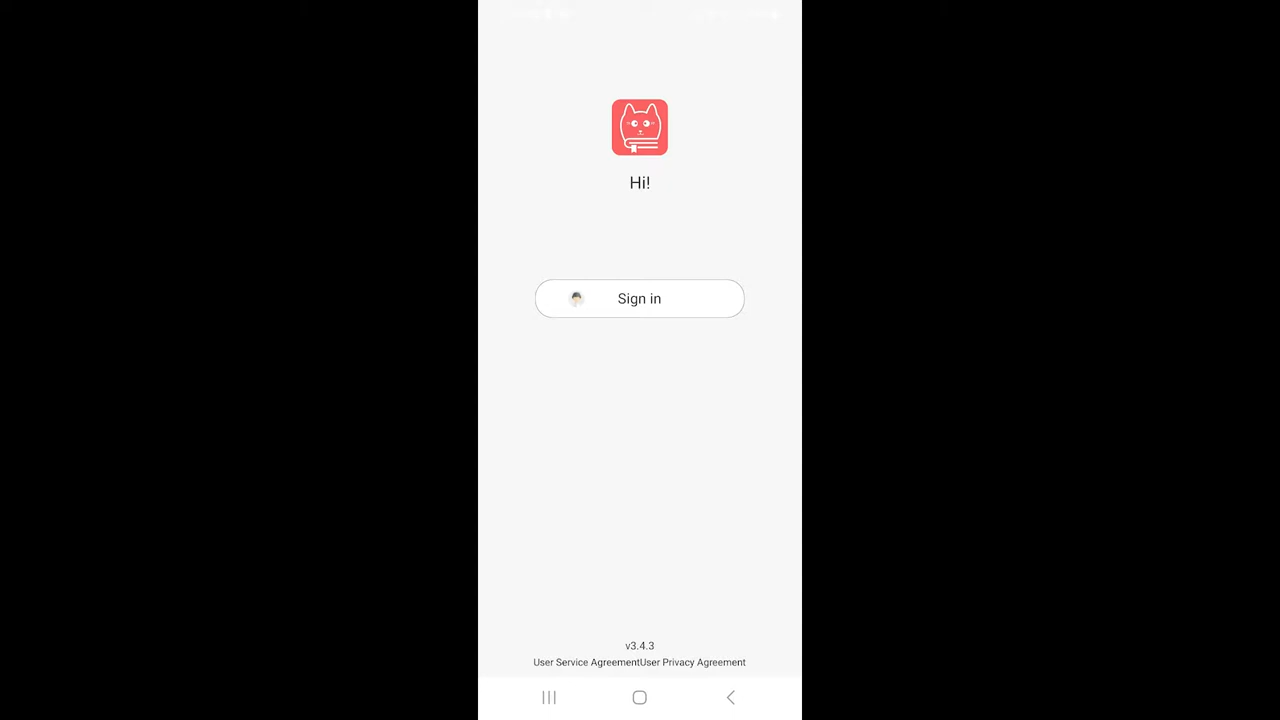 Hi!
Sign in
v3.4.3
User Service AgreementUser Privacy Agreement